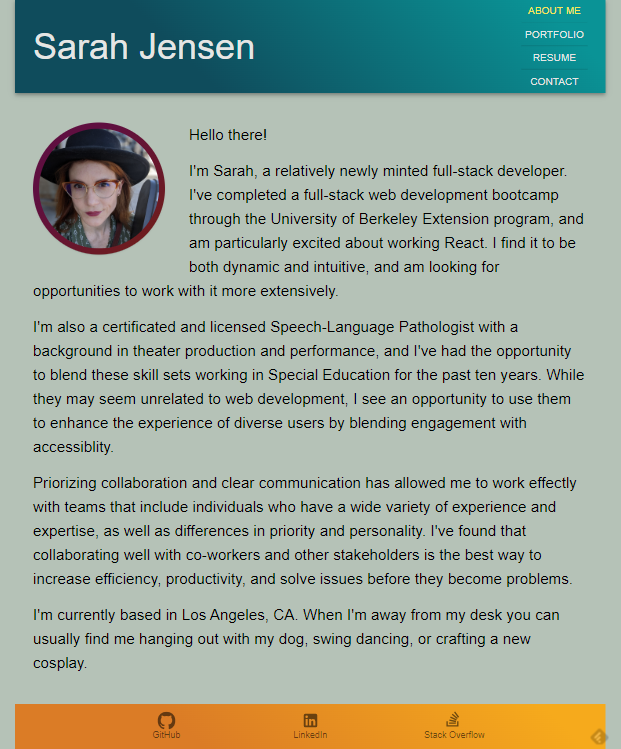 Sarah Jensen
ABOUT ME
PORTFOLIO
RESUME
CONTACT
Hello there!
I'm Sarah, a relatively newly minted full-stack developer.
I've completed a full-stack web development bootcamp
through the University of Berkeley Extension program, and
am particularly excited about working React. I find it to be
both dynamic and intuitive, and am looking for
opportunities to work with it more extensively.
I'm also a certificated and licensed Speech-Language Pathologist with a
background in theater production and performance, and I've had the opportunity
to blend these skill sets working in Special Education for the past ten years. While
they may seem unrelated to web development, I see an opportunity to use them
to enhance the experience of diverse users by blending engagement with
accessiblity.
Priorizing collaboration and clear communication has allowed me to work effectly
with teams that include individuals who have a wide variety of experience and
expertise, as well as differences in priority and personality. I've found that
collaborating well with co-workers and other stakeholders is the best way to
increase efficiency, productivity, and solve issues before they become problems.
I'm currently based in Los Angeles, CA. When I'm away from my desk you can
usually find me hanging out with my dog, swing dancing, or crafting a new
cosplay.
GitHub
LinkedIn
Stack Overflow